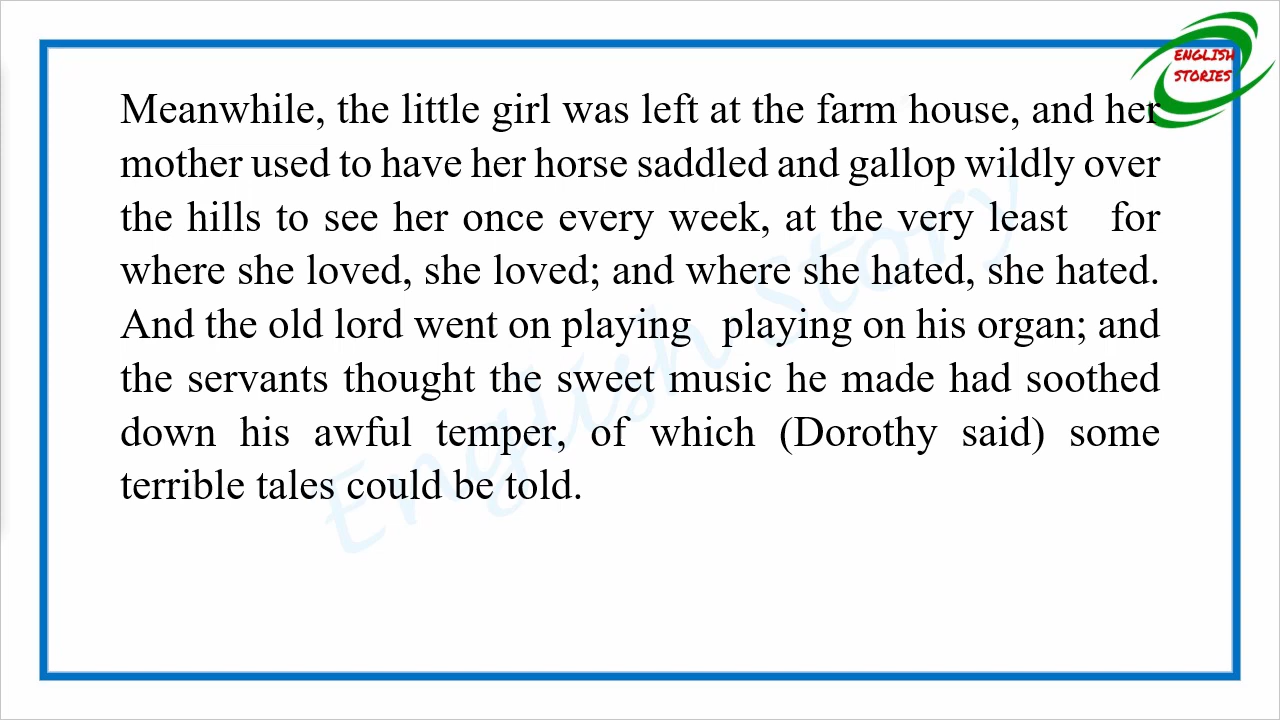 ENGLISH
STORIES
Meanwhile, the little girl was left at the farm house, and her
mother used to have her horse saddled and gallop wildly over
the hills to see her once every week, at the very least for
where she loved, she loved; and where she hated, she hated.
And the old lord went on playing playing on his organ; and
the servants thought the sweet music he made had soothed
down his awful temper, of which (Dorothy said) some
terrible tales could be told.
English Story